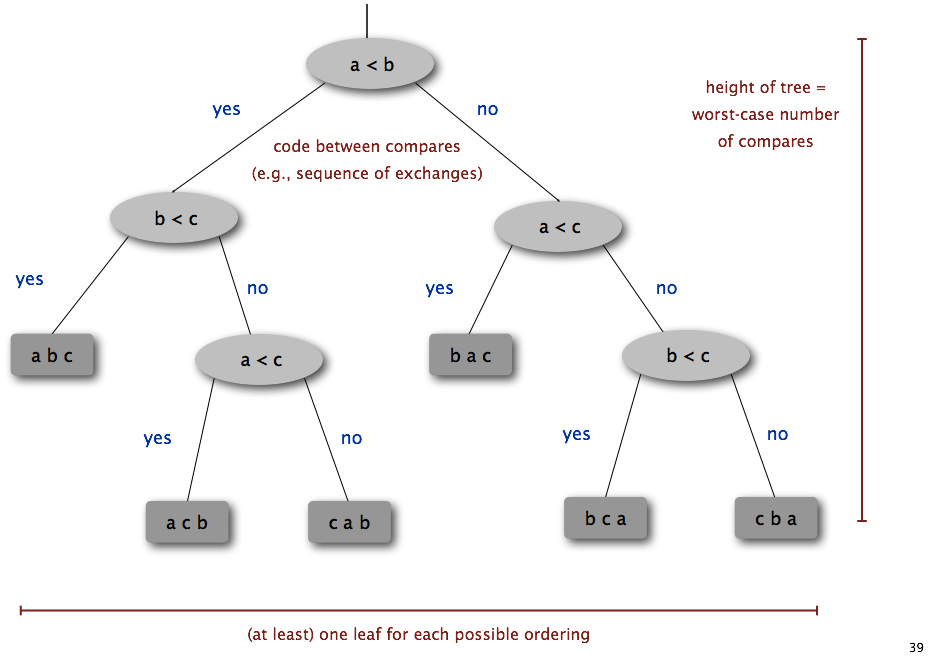 a < b
height of tree =
worst-case number
of compares
yes
no
code between compares
(e.g., sequence of exchanges)
b < c
a < c
yes
no
yes
no
a b c
a < c
b a c
b < c
yes
no
yes
no
a c b
c a b
b c a
c b a
(at least) one leaf for each possible ordering
39